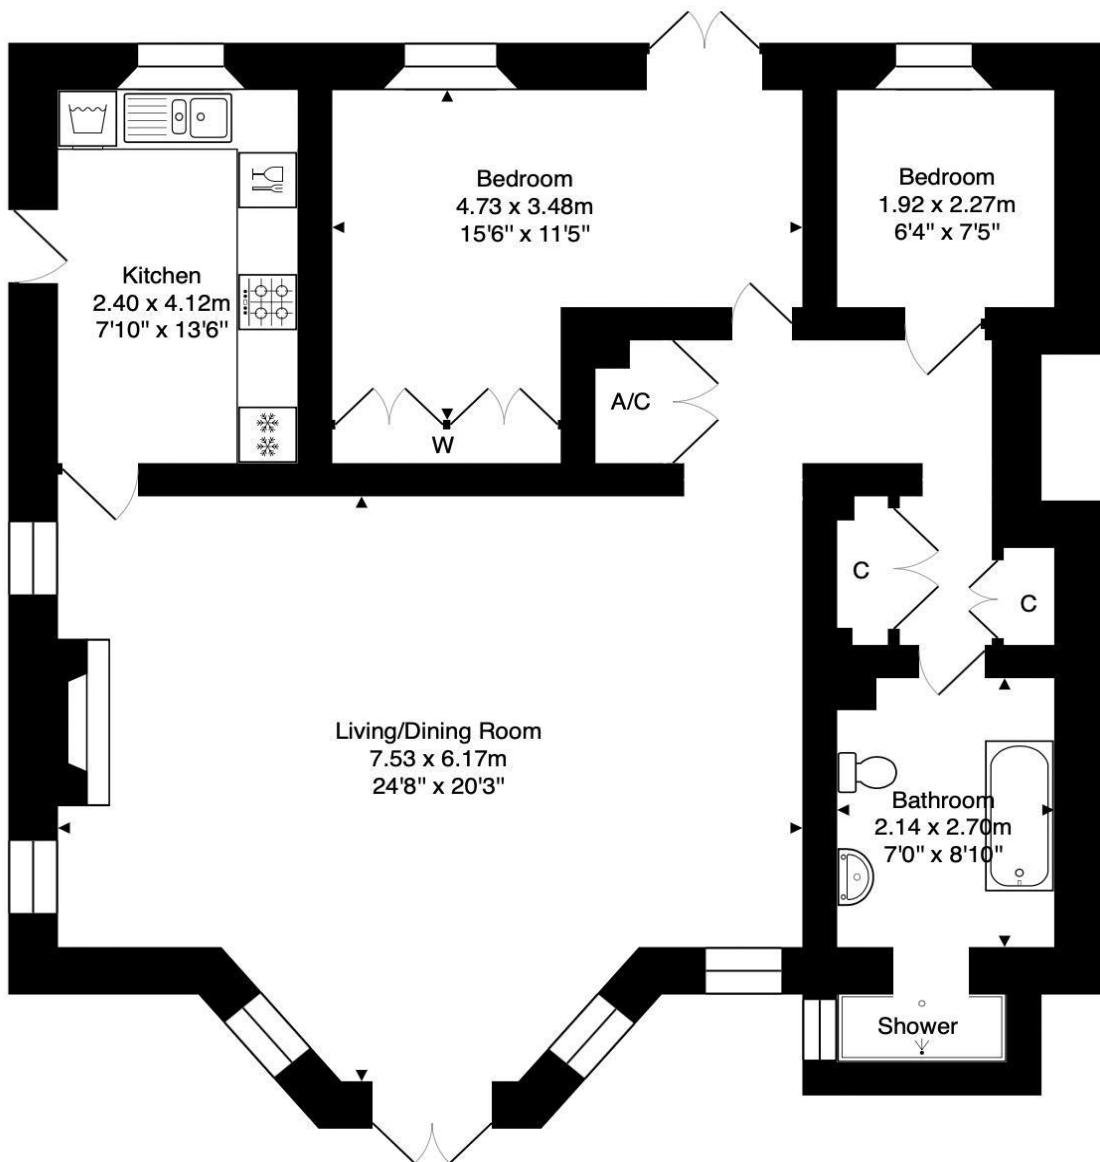 Bedroom
4.73 x 3.48m
15'6" x 11'5"
Bedroom
1.92 x 2.27m
6'4" x 7'5"
Kitchen
2.40 x 4.12m
7'10" x 13'6"
A/C
W
C
C
Living/Dining Room
7.53 x 6.17m
24'8" x 20'3"
Bathroom
2.14 x 2.70m
7'0" x 8'10"
Shower